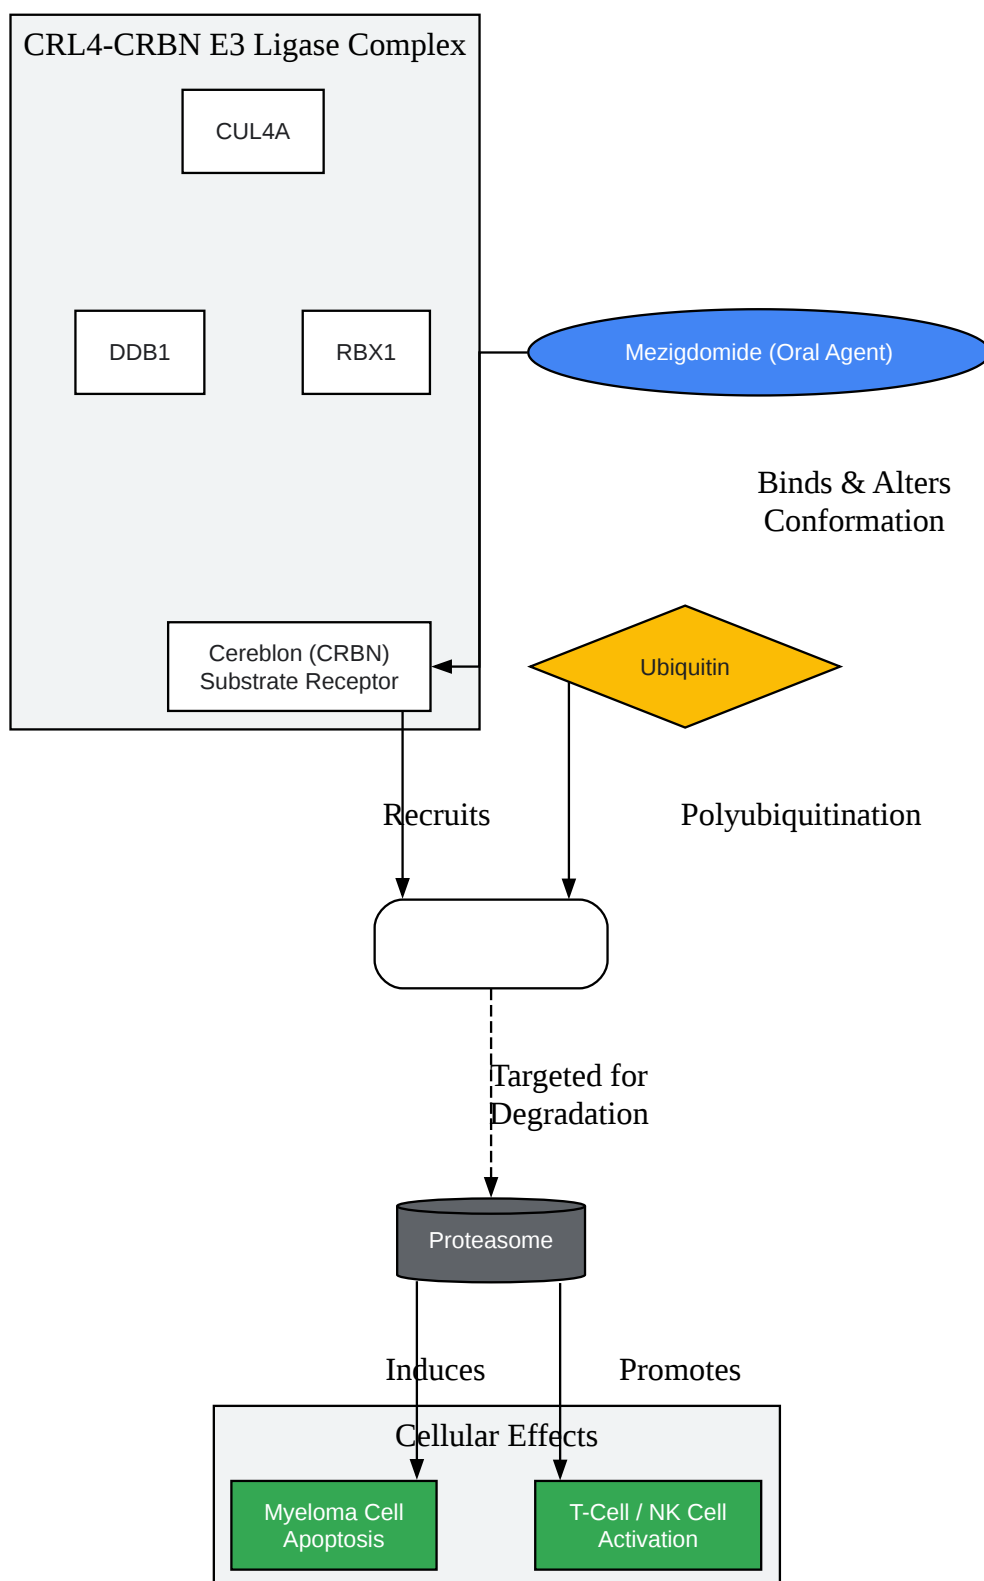 CRL4-CRBN E3 Ligase Complex
CUL4A
DDB1
RBX1
Mezigdomide (Oral Agent)
Binds & Alters
Conformation
Cereblon (CRBN)
Substrate Receptor
Ubiquitin
Recruits
Polyubiquitination
Targeted for
Degradation
Proteasome
Induces
Promotes
Cellular Effects
Myeloma Cell
Apoptosis
T-Cell / NK Cell
Activation